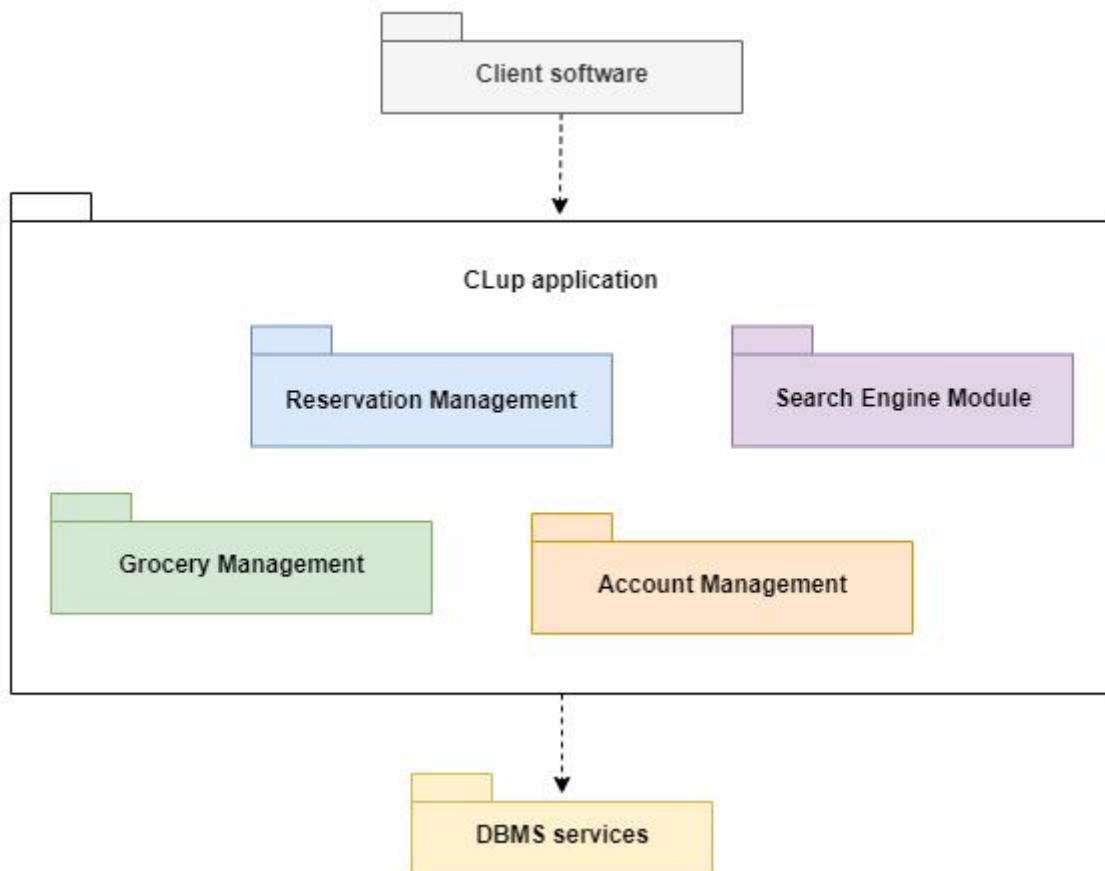 Client software
CLup application
Reservation Management
Search Engine Module
Grocery Management
Account Management
DBMS services